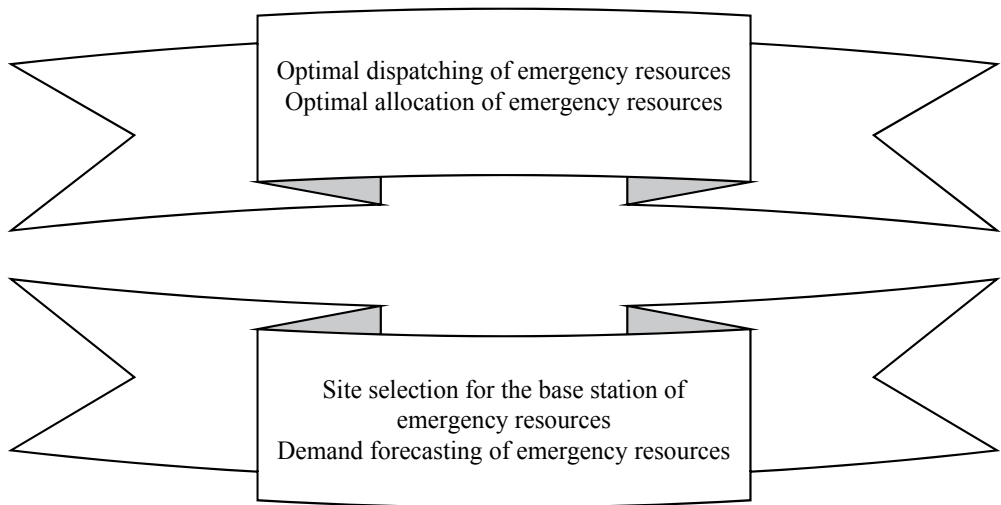 Optimal dispatching of emergency resources
Optimal allocation of emergency resources
Site selection for the base station of
emergency resources
Demand forecasting of emergency resources